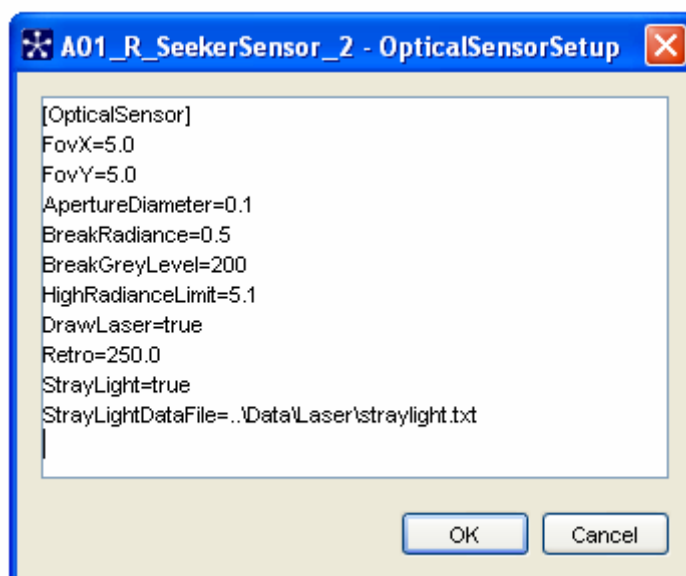 A01_R_SeekerSensor_2 - OpticalSensorSetup
[OpticalSensor]
FovX=5.0
FovY=5.0
ApertureDiameter=0.1
BreakRadiance=0.5
BreakGreyLevel=200
HighRadianceLimit=5.1
DrawLaser=true
Retro=250.0
StrayLight=true
StrayLightDataFile=..\Data\Laser\straylight.txt
OK Cancel